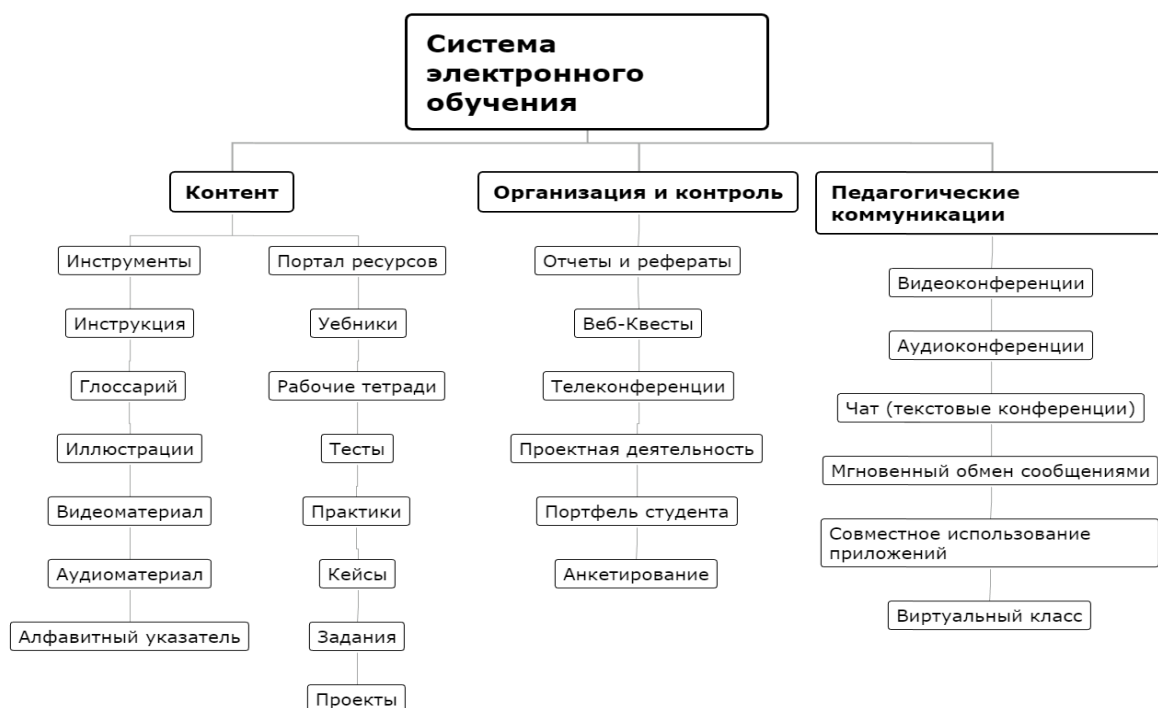 Система
электронного
обучения
Контент
Инструменты
Инструкция
Глоссарий
Иллюстрации
Видеоматериал
Аудиоматериал
Алфавитный указатель
Портал ресурсов
Уебники
Рабочие тетради
Тесты
Практики
Кейсы
Задания
Проекты
Организация и контроль
Отчеты и рефераты
Веб-Квесты
Телеконференции
Проектная деятельность
Портфель студента
Анкетирование
Педагогические
коммуникации
Видеоконференции
Аудиоконференции
Чат (текстовые конференции)
Мгновенный обмен сообщениями
Совместное использование
приложений
Виртуальный класс